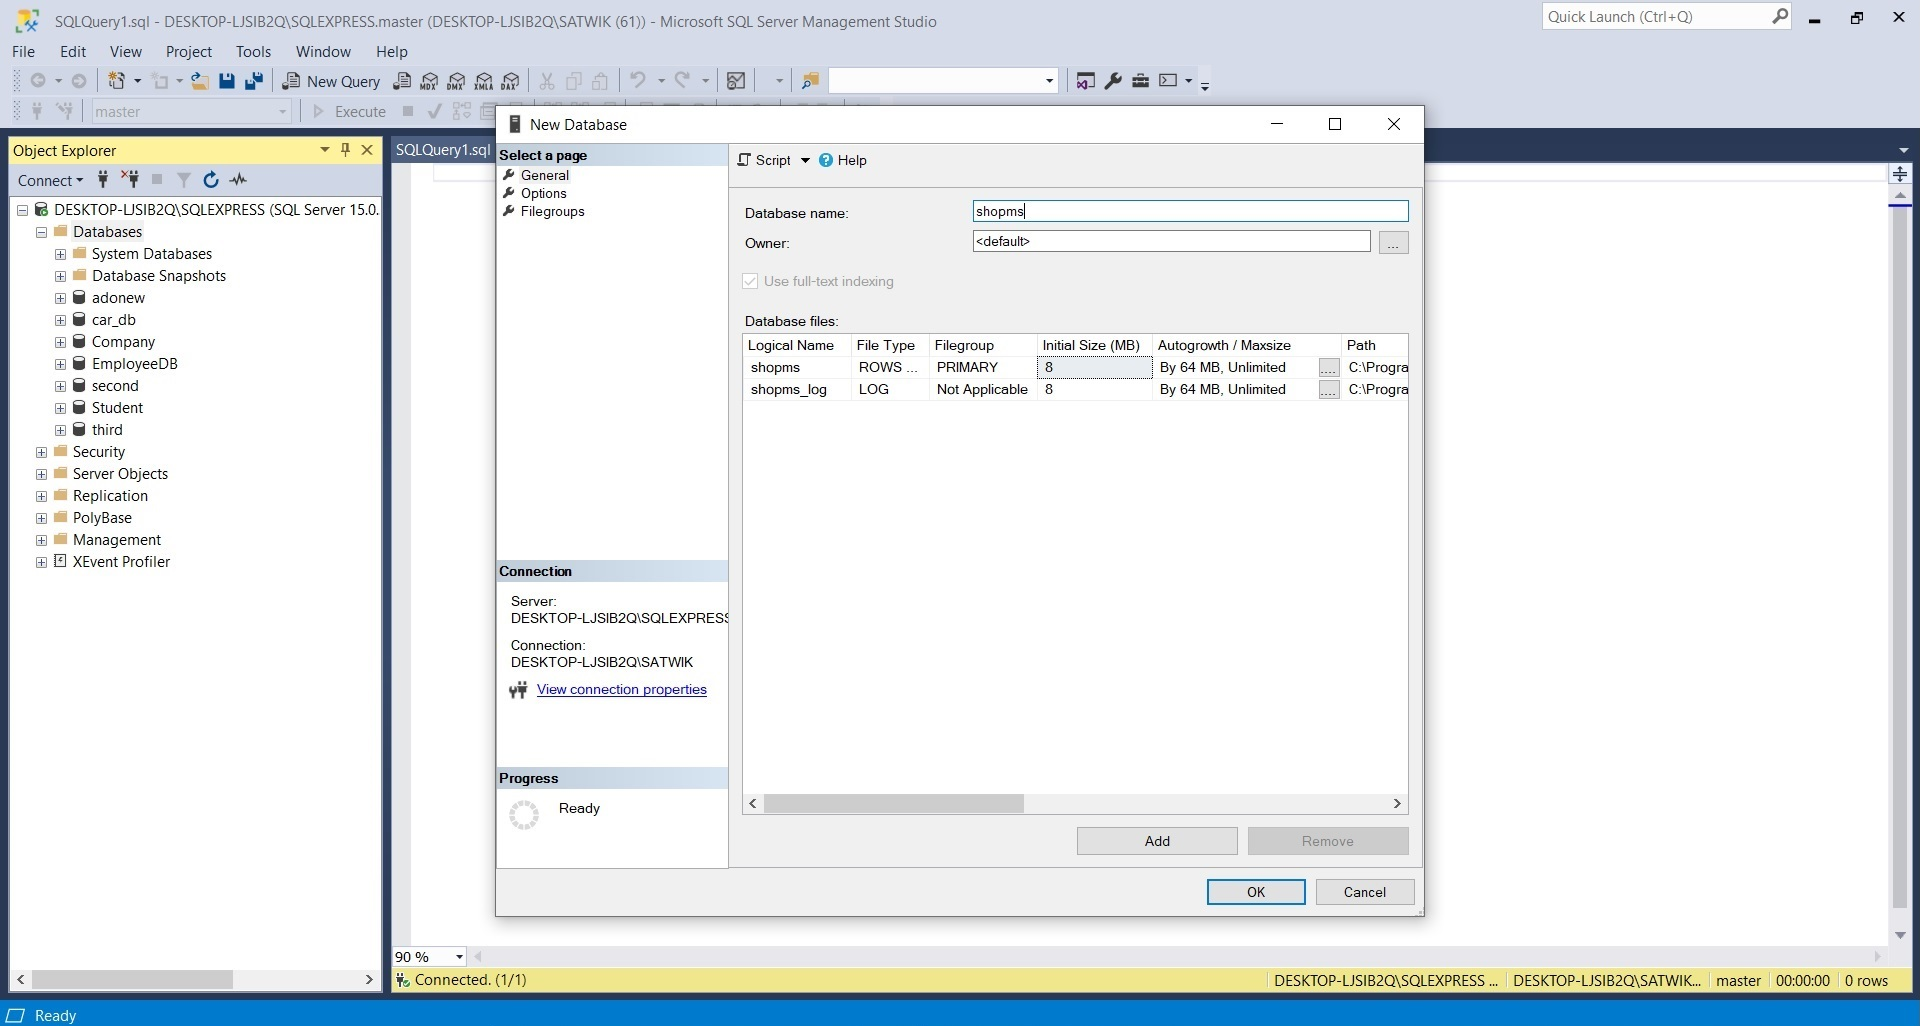 SQLQuery1.sql - DESKTOP-LJSIB2Q\SQLEXPRESS.master (DESKTOP-LJSIB2Q\SATWIK (61)) - Microsoft SQL Server Management Studio
Quick Launch (Ctrl+Q)
File Edit View Project Tools Window Help
New Query MDX DMX XMLA DAX
master Execute
Object Explorer
Connect
DESKTOP-LJSIB2Q\SQLEXPRESS (SQL Server 15.0.
Databases
System Databases
Database Snapshots
adonew
car_db
Company
EmployeeDB
second
Student
third
Security
Server Objects
Replication
PolyBase
Management
XEvent Profiler
SQLQuery1.sql
New Database
Select a page
General
Options
Filegroups
Connection
Server:
DESKTOP-LJSIB2Q\SQLEXPRESS
Connection:
DESKTOP-LJSIB2Q\SATWIK
View connection properties
Progress
Ready
Script Help
Database name: shopms
Owner: <default> ...
Use full-text indexing
Database files:
Logical Name File Type Filegroup Initial Size (MB) Autogrowth / Maxsize Path
shopms ROWS ... PRIMARY 8 By 64 MB, Unlimited .... C:\Progra
shopms_log LOG Not Applicable 8 By 64 MB, Unlimited .... C:\Progra
Add Remove
OK Cancel
90 %
Connected. (1/1) DESKTOP-LJSIB2Q\SQLEXPRESS ... DESKTOP-LJSIB2Q\SATWIK... master 00:00:00 0 rows
Ready